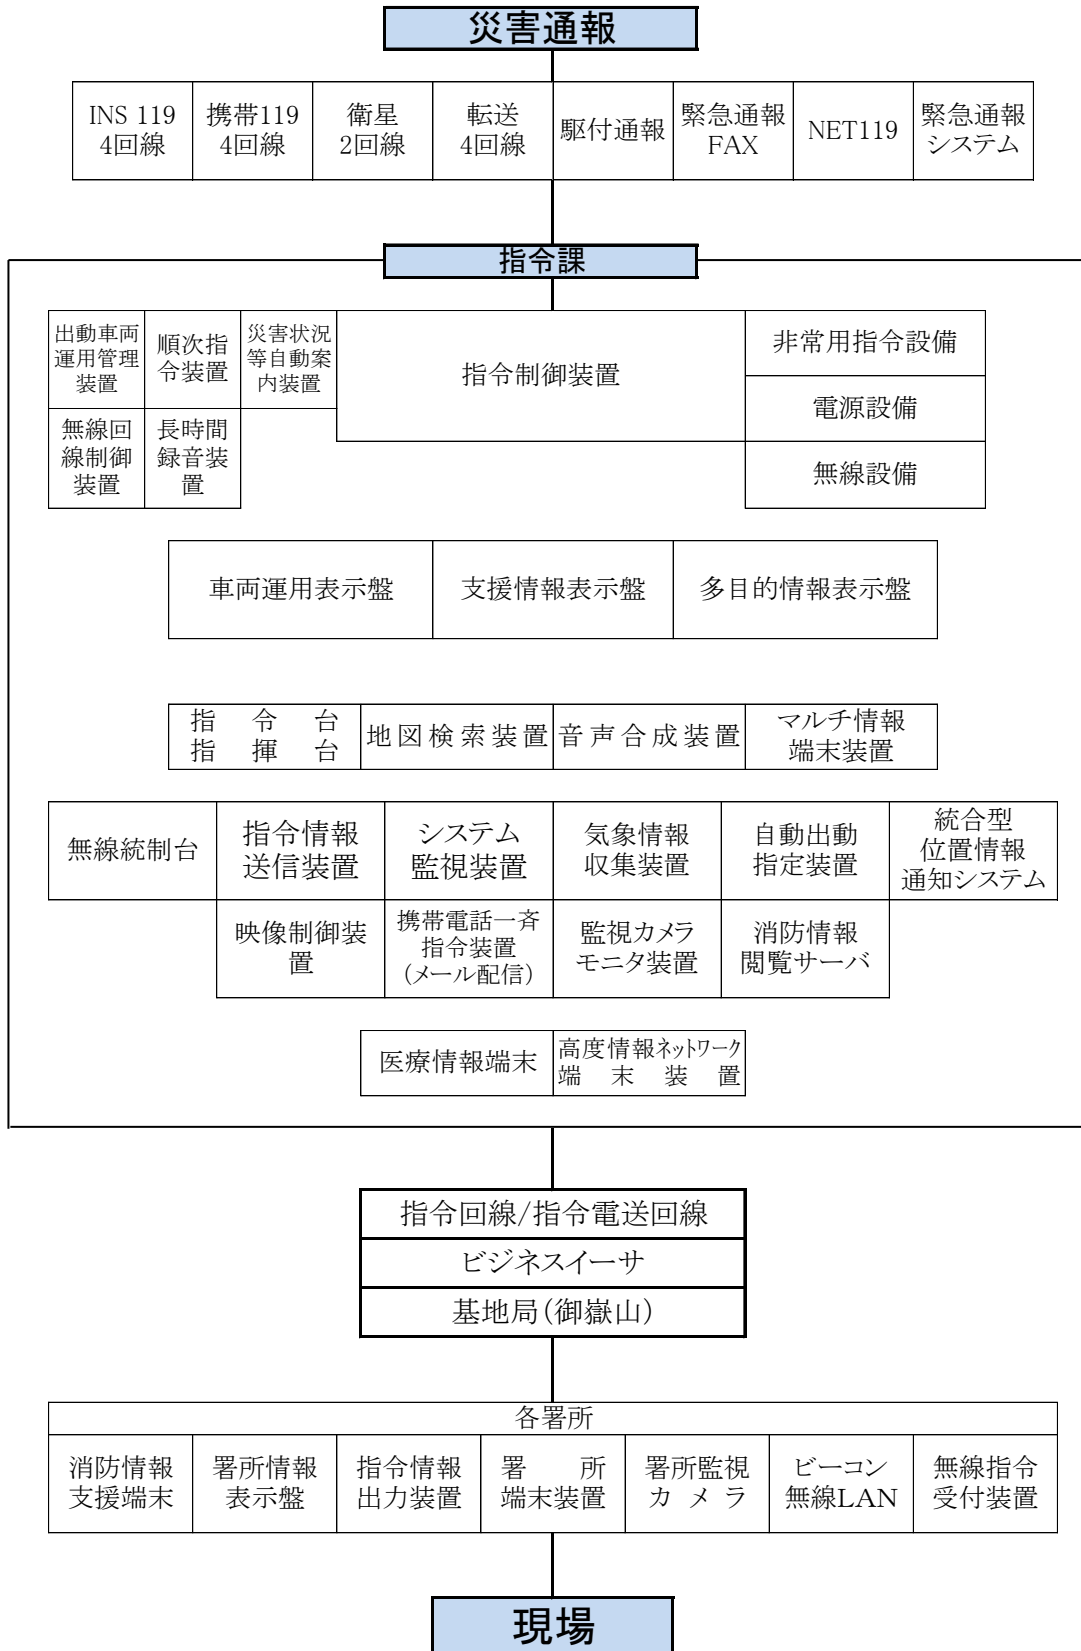 災害通報
INS 119
4回線
携帯119
4回線
衛星
2回線
転送
4回線
駆付通報
緊急通報
FAX
NET119
緊急通報
システム
指令課
出動車両
運用管理
装置
順次指
令装置
災害状況
等自動案
内装置
指令制御装置
非常用指令設備
電源設備
無線設備
無線回
線制御
装置
長時間
録音装
置
車両運用表示盤
支援情報表示盤
多目的情報表示盤
指令台
指揮台
地図検索装置
音声合成装置
マルチ情報
端末装置
無線統制台
指令情報
送信装置
システム
監視装置
気象情報
収集装置
自動出動
指定装置
統合型
位置情報
通知システム
映像制御装
置
携帯電話一斉
指令装置
(メール配信)
監視カメラ
モニタ装置
消防情報
閲覧サーバ
医療情報端末
高度情報ネットワーク
端末装置
指令回線/指令電送回線
ビジネスイーサ
基地局(御嶽山)
各署所
消防情報
支援端末
署所情報
表示盤
指令情報
出力装置
署所
端末装置
署所監視
カメラ
ビーコン
無線LAN
無線指令
受付装置
現場